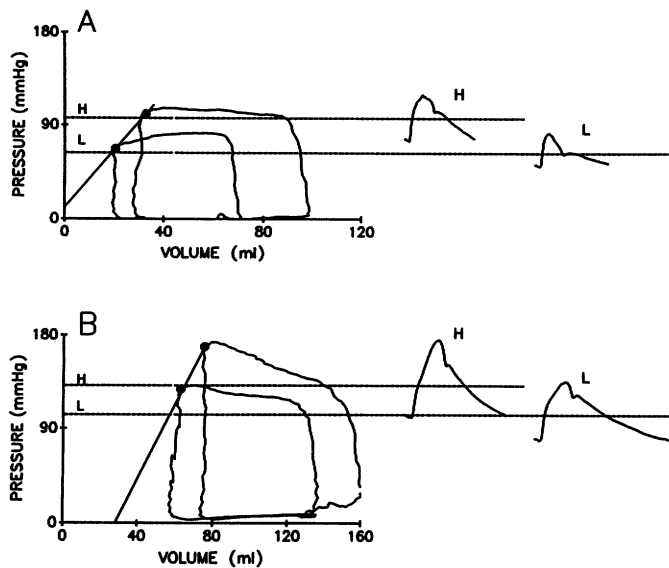 A
180
H
H
90
L
L
0
0 40 80 120
PRESSURE (mmHg)
VOLUME (ml)
B
180
H
H
L
L
90
0
0 40 80 120 160
PRESSURE (mmHg)
VOLUME (ml)